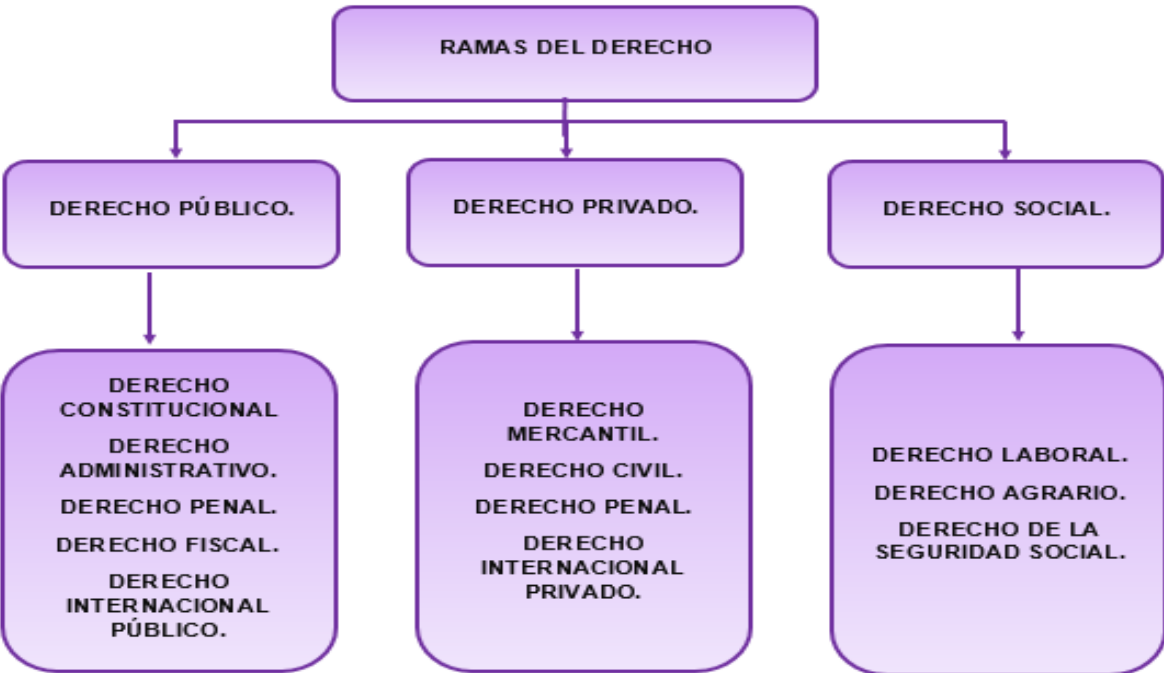 RAMAS DEL DERECHO
DERECHO PÚBLICO.
DERECHO PRIVADO.
DERECHO SOCIAL.
DERECHO
CONSTITUCIONAL
DERECHO
ADMINISTRATIVO.
DERECHO PENAL.
DERECHO FISCAL.
DERECHO
INTERNACIONAL
PÚBLICO.
DERECHO
MERCANTIL.
DERECHO CIVIL.
DERECHO PENAL.
DERECHO
INTERNACIONAL
PRIVADO.
DERECHO LABORAL.
DERECHO AGRARIO.
DERECHO DE LA
SEGURIDAD SOCIAL.